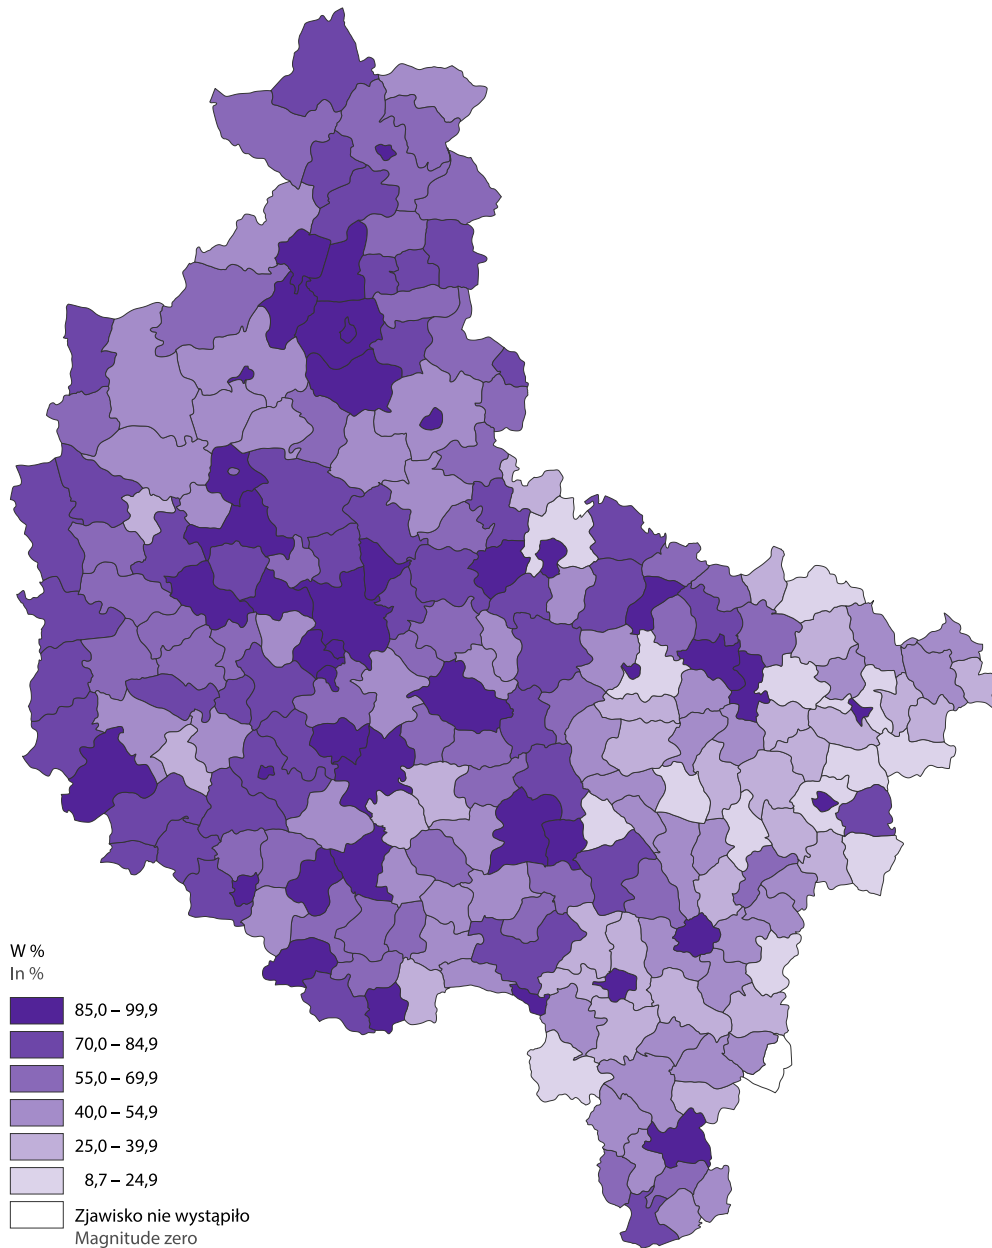 W %
In %
85,0 – 99,9
70,0 – 84,9
55,0 – 69,9
40,0 – 54,9
25,0 – 39,9
8,7 – 24,9
Zjawisko nie wystąpiło
Magnitude zero